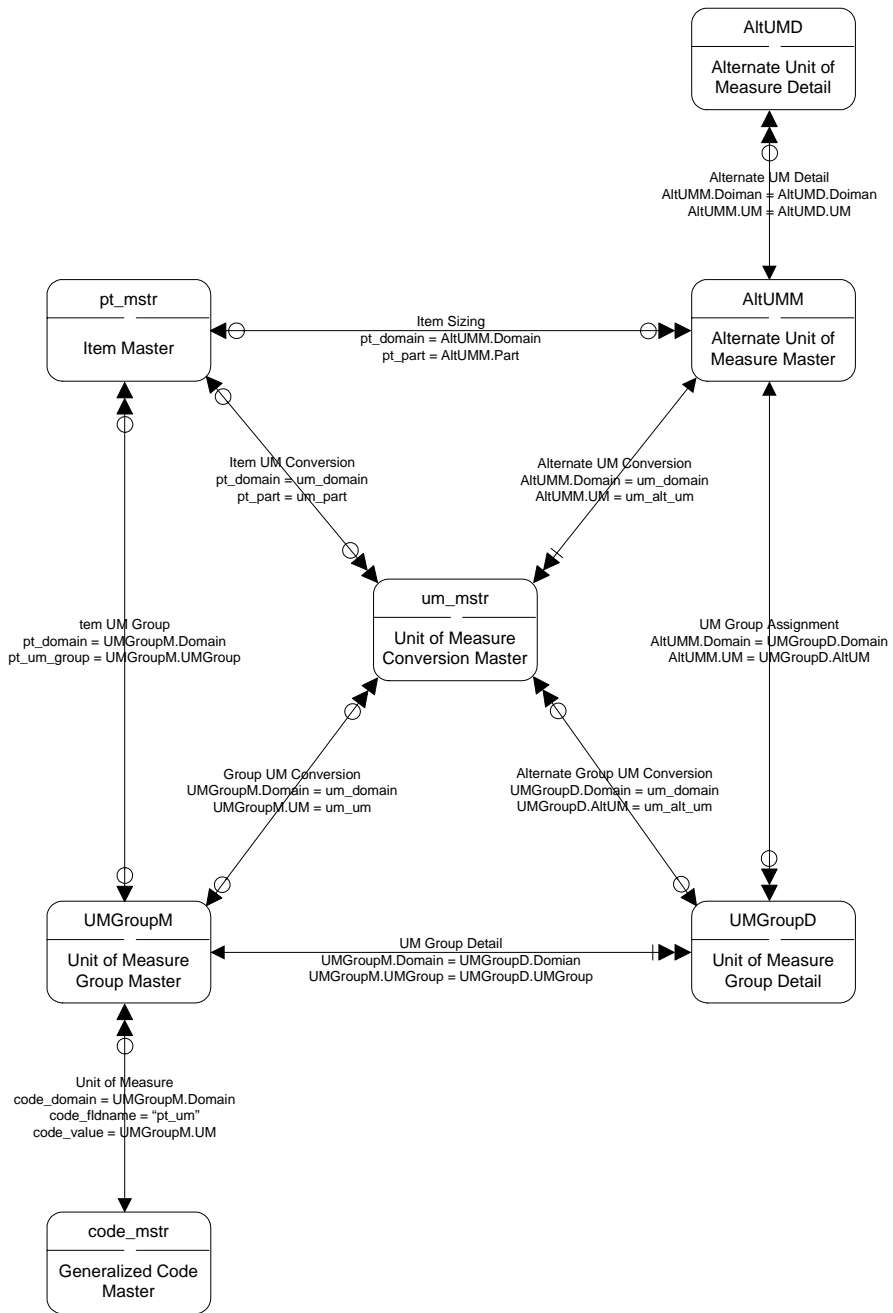 AltUMD
Alternate Unit of
Measure Detail
Alternate UM Detail
AltUMM.Doiman = AltUMD.Doiman
AltUMM.UM = AltUMD.UM
pt_mstr
Item Master
Item Sizing
pt_domain = AltUMM.Domain
pt_part = AltUMM.Part
AltUMM
Alternate Unit of
Measure Master
Item UM Conversion
pt_domain = um_domain
pt_part = um_part
Alternate UM Conversion
AltUMM.Domain = um_domain
AltUMM.UM = um_alt_um
um_mstr
Unit of Measure
Conversion Master
tem UM Group
pt_domain = UMGroupM.Domain
pt_um_group = UMGroupM.UMGroup
UM Group Assignment
AltUMM.Domain = UMGroupD.Domain
AltUMM.UM = UMGroupD.AltUM
Group UM Conversion
UMGroupM.Domain = um_domain
UMGroupM.UM = um_um
Alternate Group UM Conversion
UMGroupD.Domain = um_domain
UMGroupD.AltUM = um_alt_um
UMGroupM
Unit of Measure
Group Master
UM Group Detail
UMGroupM.Domain = UMGroupD.Domian
UMGroupM.UMGroup = UMGroupD.UMGroup
UMGroupD
Unit of Measure
Group Detail
Unit of Measure
code_domain = UMGroupM.Domain
code_fldname = “pt_um”
code_value = UMGroupM.UM
code_mstr
Generalized Code
Master